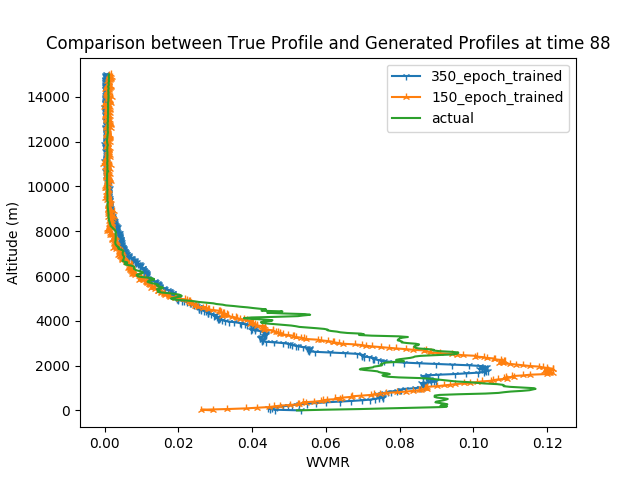 Comparison between True Profile and Generated Profiles at time 88
350_epoch_trained
150_epoch_trained
actual
Altitude (m)
14000
12000
10000
8000
6000
4000
2000
0
0.00 0.02 0.04 0.06 0.08 0.10 0.12
WVMR